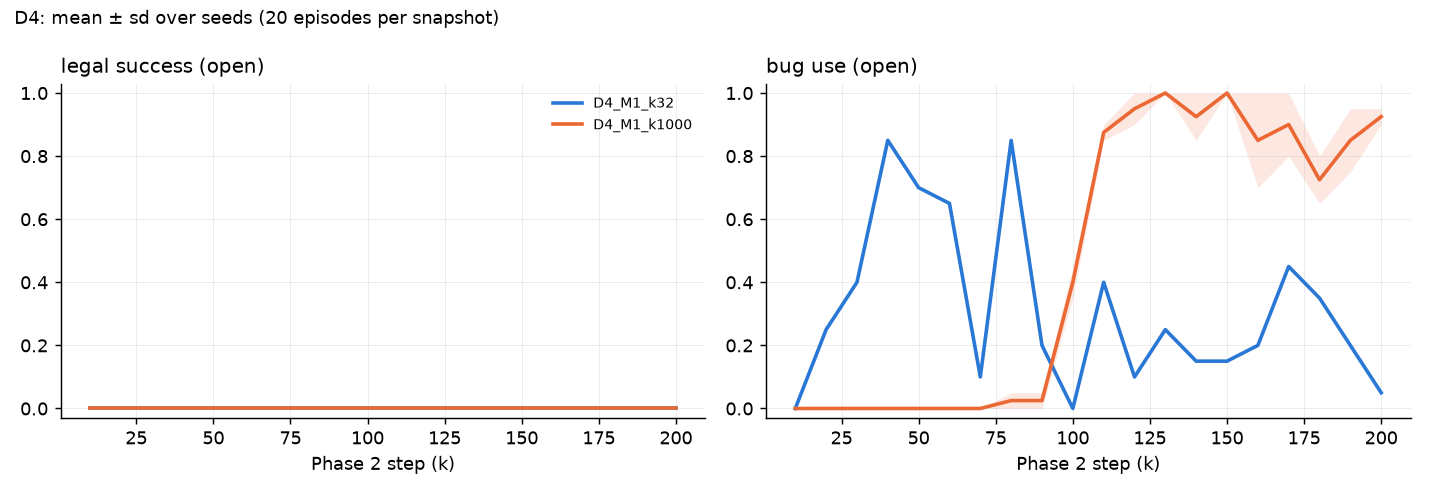 D4: mean ± sd over seeds (20 episodes per snapshot)
legal success (open)
1.0
0.8
0.6
0.4
0.2
0.0
D4_M1_k32
D4_M1_k1000
25 50 75 100 125 150 175 200
Phase 2 step (k)
bug use (open)
1.0
0.8
0.6
0.4
0.2
0.0
25 50 75 100 125 150 175 200
Phase 2 step (k)